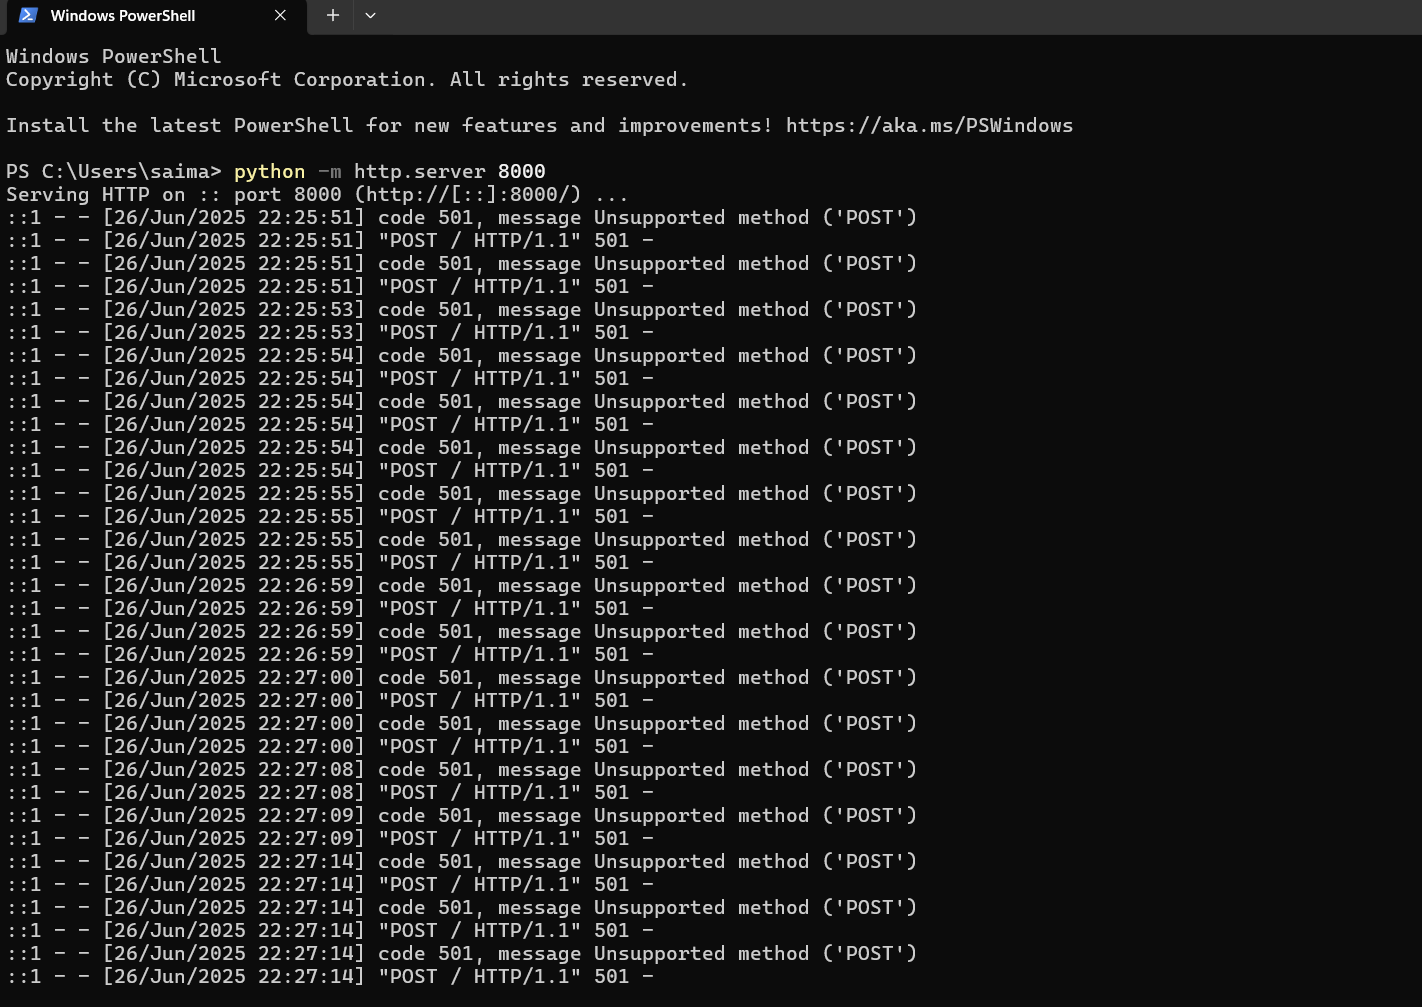 Windows PowerShell
Windows PowerShell
Copyright (C) Microsoft Corporation. All rights reserved.
Install the latest PowerShell for new features and improvements! https://aka.ms/PSWindows
PS C:\Users\saima> python -m http.server 8000
Serving HTTP on :: port 8000 (http://[::]:8000/) ...
::1 - - [26/Jun/2025 22:25:51] code 501, message Unsupported method ('POST')
::1 - - [26/Jun/2025 22:25:51] "POST / HTTP/1.1" 501 -
::1 - - [26/Jun/2025 22:25:51] code 501, message Unsupported method ('POST')
::1 - - [26/Jun/2025 22:25:51] "POST / HTTP/1.1" 501 -
::1 - - [26/Jun/2025 22:25:53] code 501, message Unsupported method ('POST')
::1 - - [26/Jun/2025 22:25:53] "POST / HTTP/1.1" 501 -
::1 - - [26/Jun/2025 22:25:54] code 501, message Unsupported method ('POST')
::1 - - [26/Jun/2025 22:25:54] "POST / HTTP/1.1" 501 -
::1 - - [26/Jun/2025 22:25:54] code 501, message Unsupported method ('POST')
::1 - - [26/Jun/2025 22:25:54] "POST / HTTP/1.1" 501 -
::1 - - [26/Jun/2025 22:25:54] code 501, message Unsupported method ('POST')
::1 - - [26/Jun/2025 22:25:54] "POST / HTTP/1.1" 501 -
::1 - - [26/Jun/2025 22:25:55] code 501, message Unsupported method ('POST')
::1 - - [26/Jun/2025 22:25:55] "POST / HTTP/1.1" 501 -
::1 - - [26/Jun/2025 22:25:55] code 501, message Unsupported method ('POST')
::1 - - [26/Jun/2025 22:25:55] "POST / HTTP/1.1" 501 -
::1 - - [26/Jun/2025 22:26:59] code 501, message Unsupported method ('POST')
::1 - - [26/Jun/2025 22:26:59] "POST / HTTP/1.1" 501 -
::1 - - [26/Jun/2025 22:26:59] code 501, message Unsupported method ('POST')
::1 - - [26/Jun/2025 22:26:59] "POST / HTTP/1.1" 501 -
::1 - - [26/Jun/2025 22:27:00] code 501, message Unsupported method ('POST')
::1 - - [26/Jun/2025 22:27:00] "POST / HTTP/1.1" 501 -
::1 - - [26/Jun/2025 22:27:00] code 501, message Unsupported method ('POST')
::1 - - [26/Jun/2025 22:27:00] "POST / HTTP/1.1" 501 -
::1 - - [26/Jun/2025 22:27:08] code 501, message Unsupported method ('POST')
::1 - - [26/Jun/2025 22:27:08] "POST / HTTP/1.1" 501 -
::1 - - [26/Jun/2025 22:27:09] code 501, message Unsupported method ('POST')
::1 - - [26/Jun/2025 22:27:09] "POST / HTTP/1.1" 501 -
::1 - - [26/Jun/2025 22:27:14] code 501, message Unsupported method ('POST')
::1 - - [26/Jun/2025 22:27:14] "POST / HTTP/1.1" 501 -
::1 - - [26/Jun/2025 22:27:14] code 501, message Unsupported method ('POST')
::1 - - [26/Jun/2025 22:27:14] "POST / HTTP/1.1" 501 -
::1 - - [26/Jun/2025 22:27:14] code 501, message Unsupported method ('POST')
::1 - - [26/Jun/2025 22:27:14] "POST / HTTP/1.1" 501 -